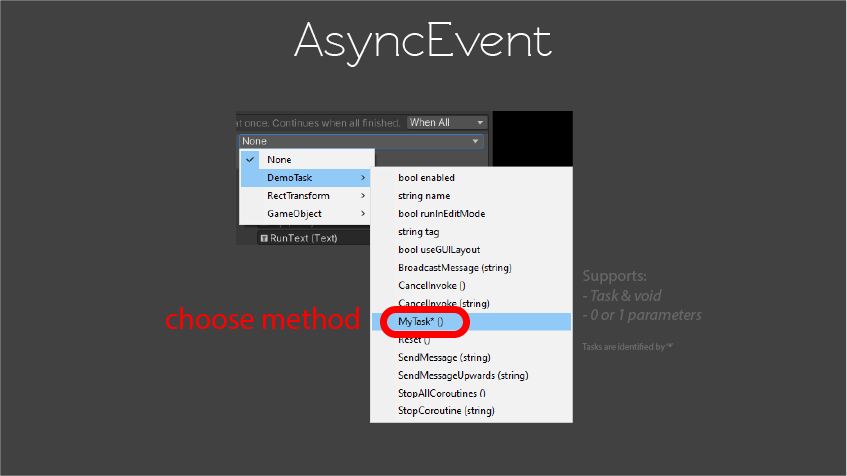 AsyncEvent
at once. Continues when all finished. When All
None
None
DemoTask
RectTransform
GameObject
RunText (Text)
bool enabled
string name
bool runInEditMode
string tag
bool useGUILayout
BroadcastMessage (string)
CancelInvoke ()
CancelInvoke (string)
MyTask* ()
Reset ()
SendMessage (string)
SendMessageUpwards (string)
StopAllCoroutines ()
StopCoroutine (string)
choose method
Supports:
- Task & void
- 0 or 1 parameters
Tasks are identified by '*'